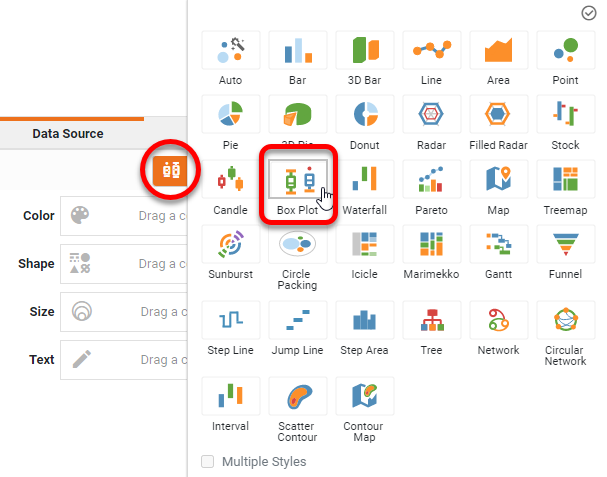 Auto Bar 3D Bar Line Area Point
Data Source
Pie 3D Pie Donut Radar Filled Radar Stock
Candle Box Plot Waterfall Pareto Map Treemap
Color Drag a c
Shape Drag a c
Sunburst Circle Packing Icicle Marimekko Gantt Funnel
Size Drag a c
Step Line Jump Line Step Area Tree Network Circular Network
Text Drag a c
Interval Scatter Contour Contour Map
Multiple Styles